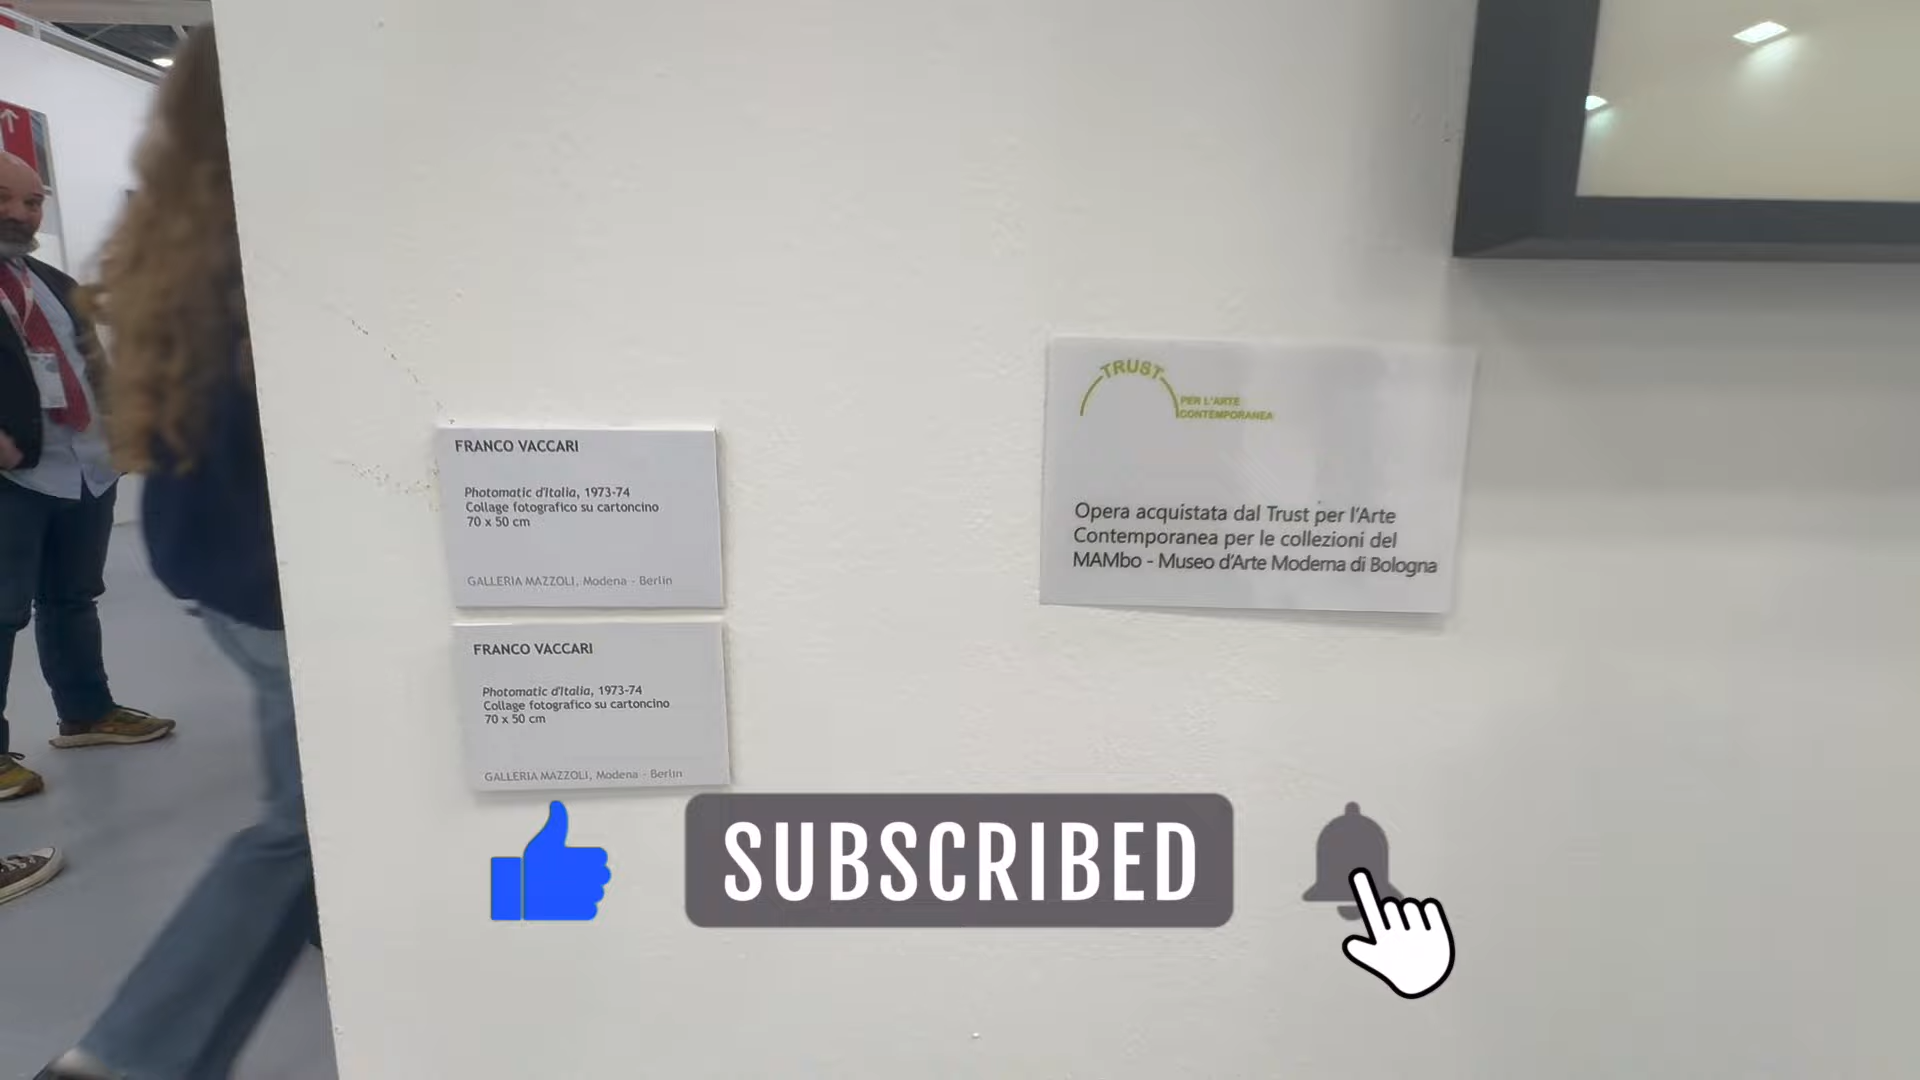 FRANCO VACCARI
Photomatic d'Italia, 1973-74
Collage fotografico su cartoncino
70 x 50 cm
GALLERIA MAZZOLI, Modena - Berlin
FRANCO VACCARI
Photomatic d'Italia, 1973-74
Collage fotografico su cartoncino
70 x 50 cm
GALLERIA MAZZOLI, Modena - Berlin
TRUST
PER L'ARTE
CONTEMPORANEA
Opera acquistata dal Trust per l'Arte
Contemporanea per le collezioni del
MAMbo - Museo d'Arte Moderna di Bologna
SUBSCRIBED